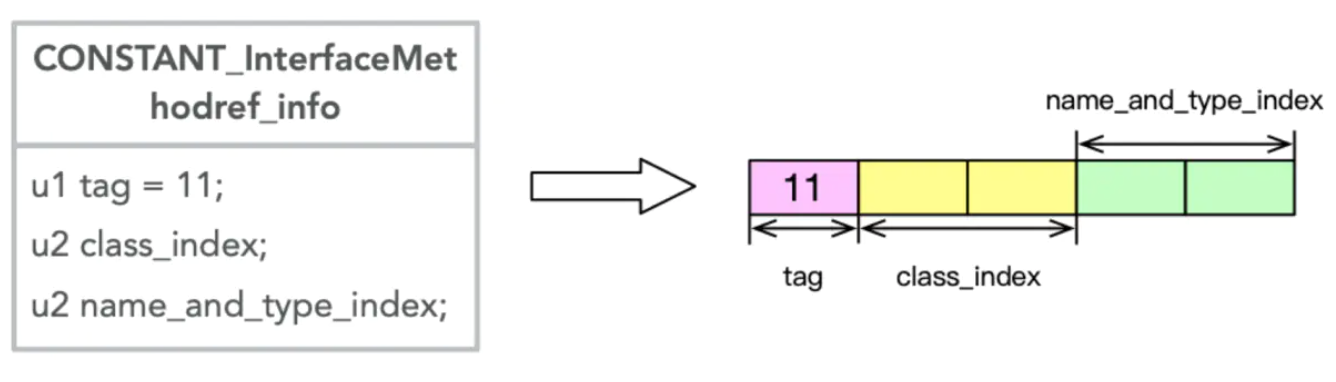 CONSTANT_InterfaceMet
hodref_info
u1 tag = 11;
u2 class_index;
u2 name_and_type_index;
name_and_type_index
11
tag
class_index